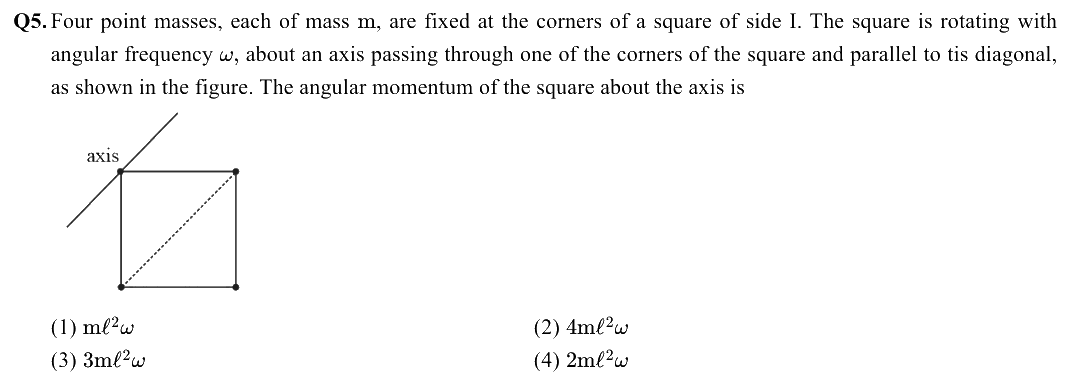 Q5. Four point masses, each of mass m, are fixed at the corners of a square of side I. The square is rotating with
angular frequency ω, about an axis passing through one of the corners of the square and parallel to tis diagonal,
as shown in the figure. The angular momentum of the square about the axis is
axis
(1) mℓ²ω (2) 4mℓ²ω
(3) 3mℓ²ω (4) 2mℓ²ω